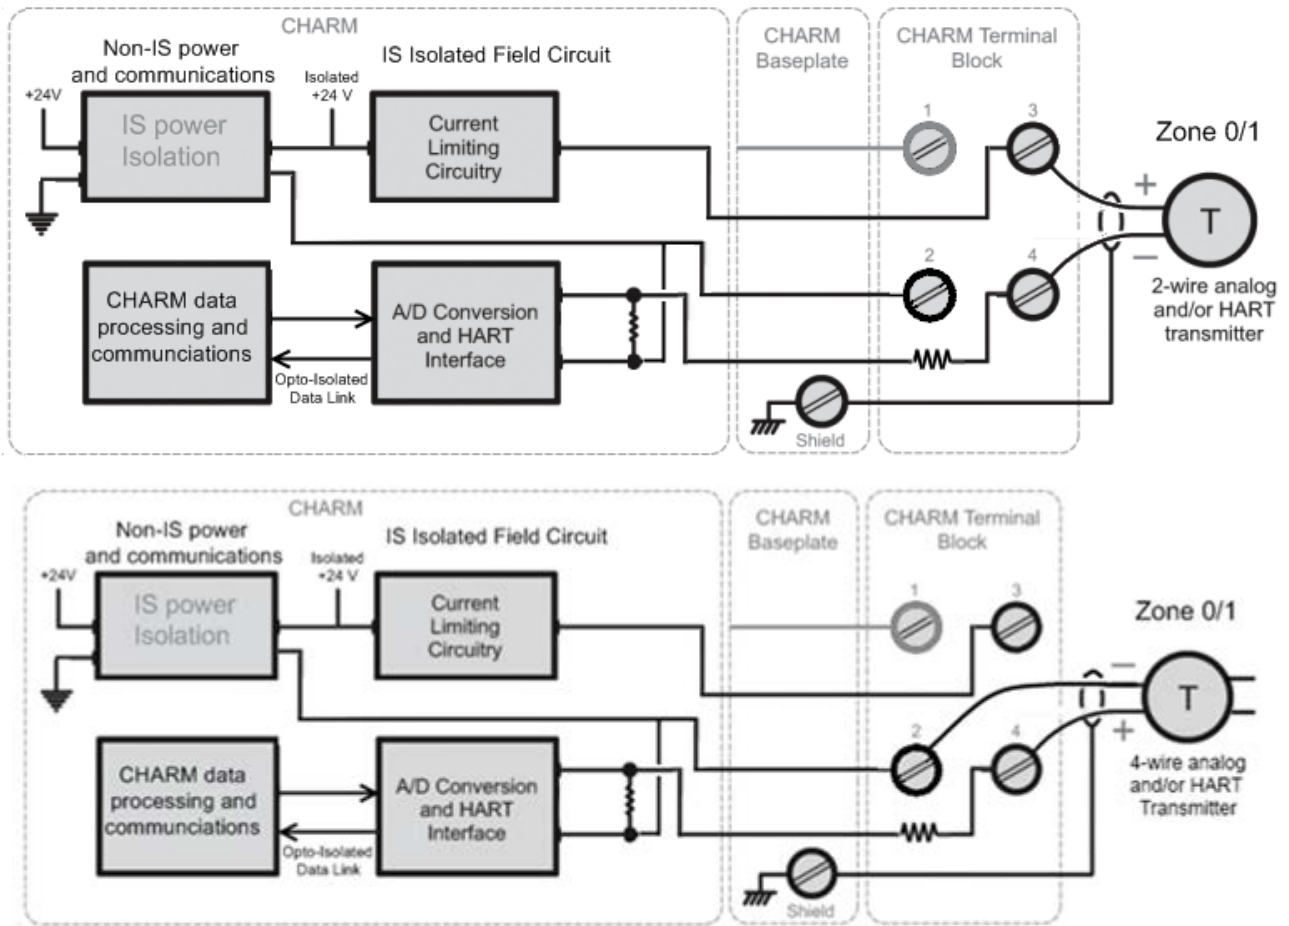 CHARM
Non-IS power
and communications
IS Isolated Field Circuit
CHARM
Baseplate
CHARM Terminal
Block
+24V
Isolated
+24 V
IS power
Isolation
Current
Limiting
Circuitry
1
3
Zone 0/1
+
T
−
2
4
2-wire analog
and/or HART
transmitter
CHARM data
processing and
communciations
A/D Conversion
and HART
Interface
Opto-Isolated
Data Link
Shield
CHARM
Non-IS power
and communications
IS Isolated Field Circuit
CHARM
Baseplate
CHARM Terminal
Block
+24V
Isolated
+24 V
IS power
Isolation
Current
Limiting
Circuitry
1
3
Zone 0/1
−
T
+
2
4
4-wire analog
and/or HART
Transmitter
CHARM data
processing and
communciations
A/D Conversion
and HART
Interface
Opto-Isolated
Data Link
Shield